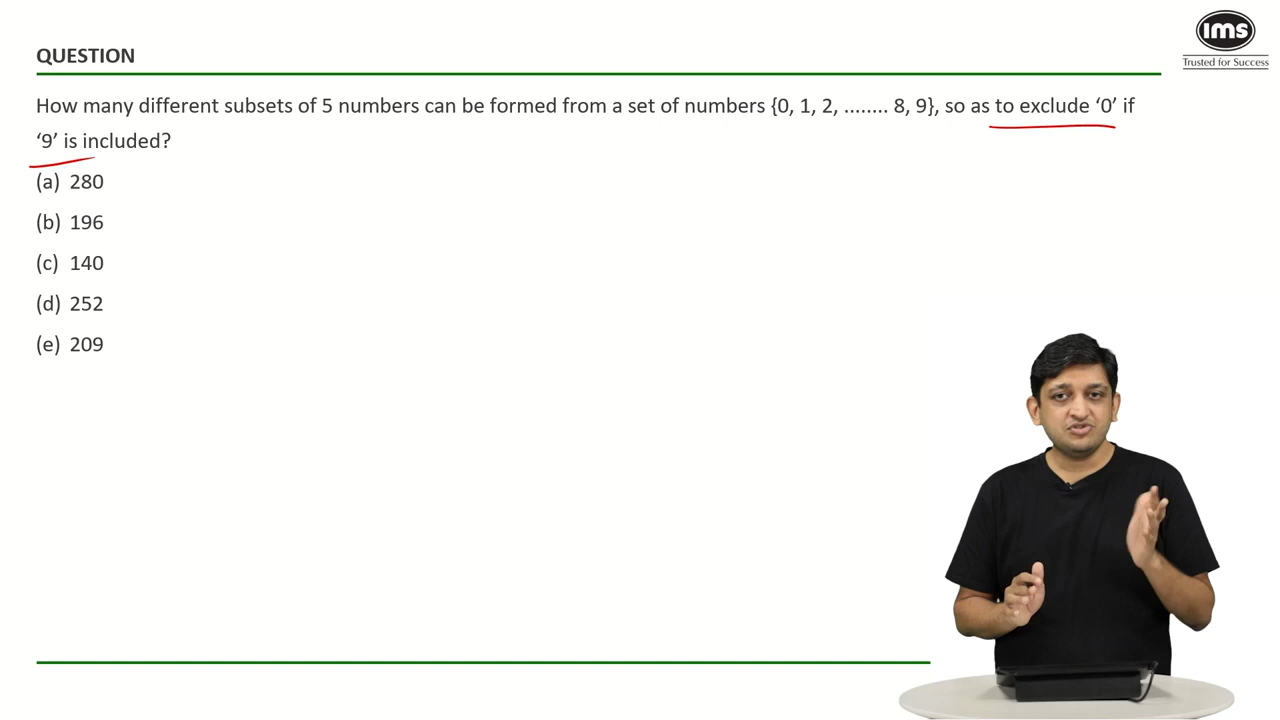 ims
Trusted for Success
QUESTION
How many different subsets of 5 numbers can be formed from a set of numbers {0, 1, 2, ........ 8, 9}, so as to exclude ‘0’ if
‘9’ is included?
(a) 280
(b) 196
(c) 140
(d) 252
(e) 209